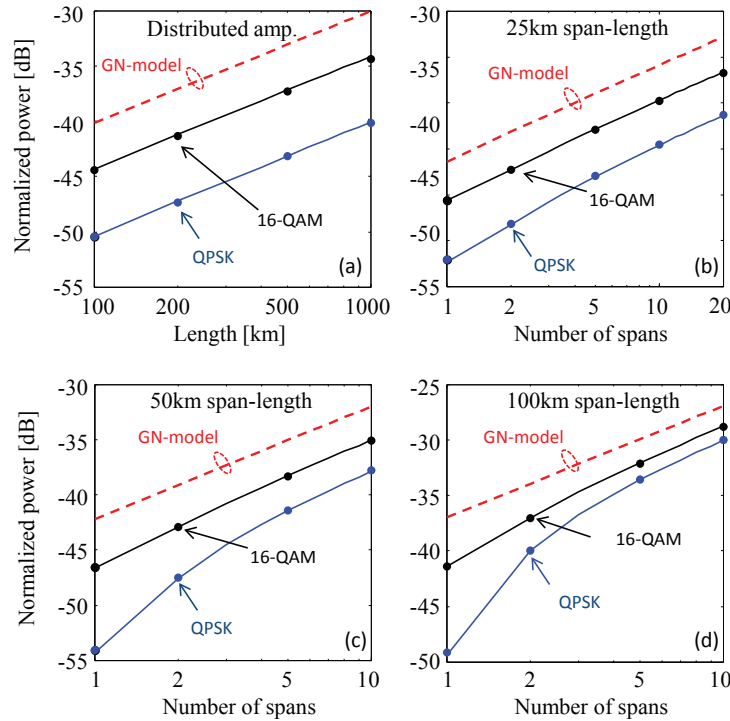 Normalized power [dB]
-30
-35
-40
-45
-50
-55
Distributed amp.
GN-model
16-QAM
QPSK
(a)
100
200
500
1000
Length [km]
-30
-35
-40
-45
-50
-55
25km span-length
GN-model
16-QAM
QPSK
(b)
1
2
5
10
20
Number of spans
Normalized power [dB]
-30
-35
-40
-45
-50
-55
50km span-length
GN-model
16-QAM
QPSK
(c)
1
2
5
10
Number of spans
-25
-30
-35
-40
-45
-50
100km span-length
GN-model
16-QAM
QPSK
(d)
1
2
5
10
Number of spans